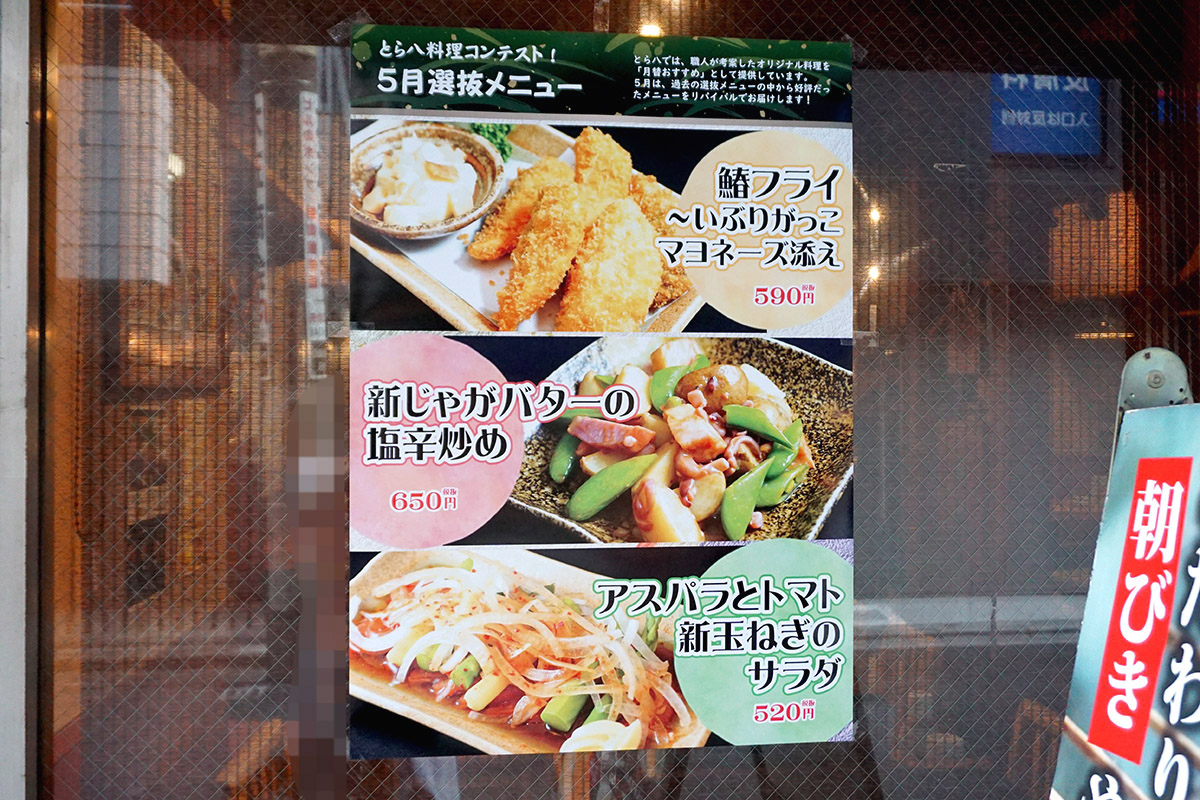 とら八料理コンテスト！
5月選抜メニュー
とら八では、職人が考案したオリジナル料理を
「月替おすすめ」として提供しています。
5月は、過去の選抜メニューの中から好評だっ
たメニューをリバイバルでお届けします！
鰆フライ
～いぶりがっこ
マヨネーズ添え
590円
税抜
新じゃがバターの
塩辛炒め
650円
税抜
アスパラとトマト
新玉ねぎの
サラダ
520円
税抜
朝びき